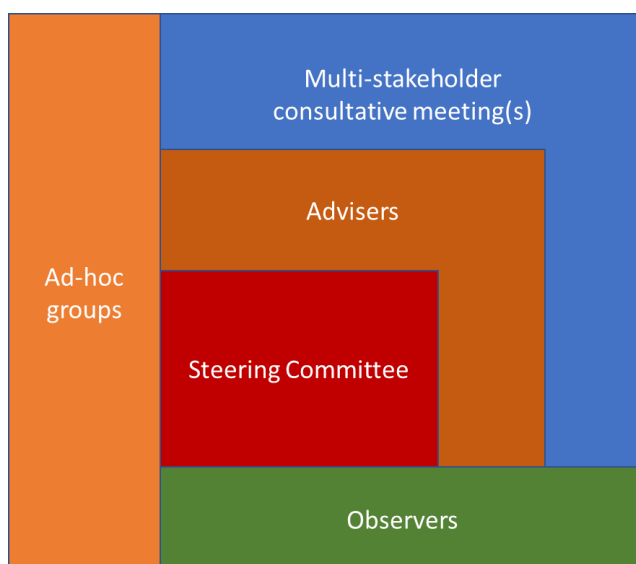 Multi-stakeholder
consultative meeting(s)
Advisers
Ad-hoc
groups
Steering Committee
Observers